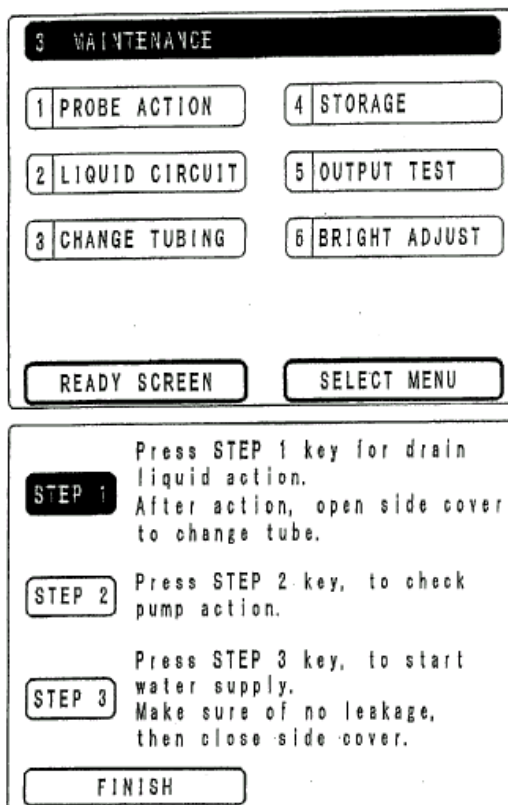 3 MAINTENANCE
1 PROBE ACTION
4 STORAGE
2 LIQUID CIRCUIT
5 OUTPUT TEST
3 CHANGE TUBING
6 BRIGHT ADJUST
READY SCREEN
SELECT MENU
STEP 1
Press STEP 1 key for drain
liquid action.
After action, open side cover
to change tube.
STEP 2
Press STEP 2 key, to check
pump action.
STEP 3
Press STEP 3 key, to start
water supply.
Make sure of no leakage,
then close side cover.
FINISH